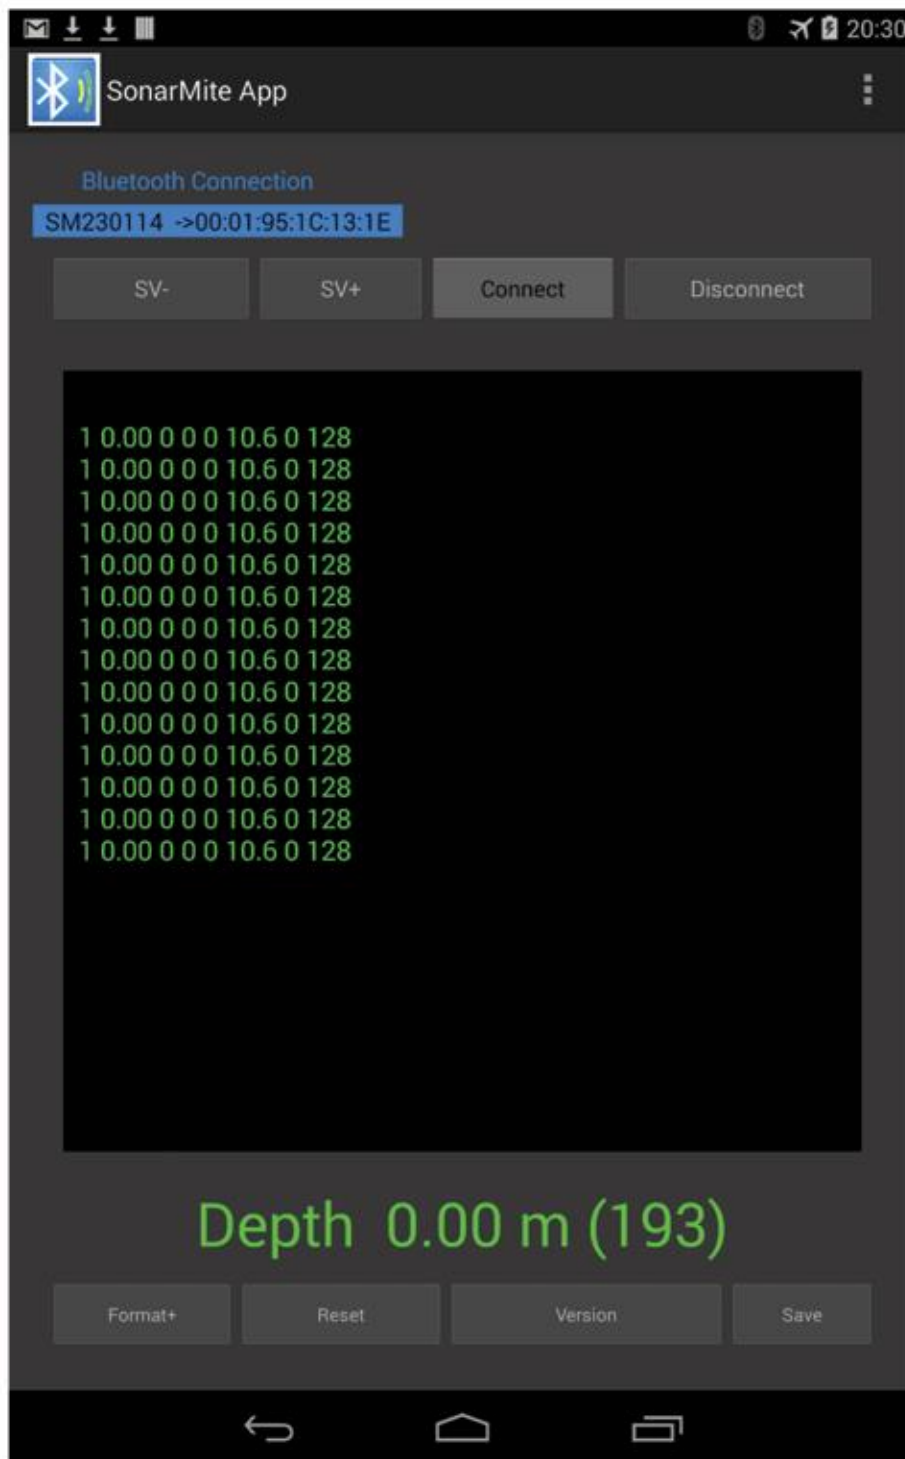 20:30
SonarMite App
Bluetooth Connection
SM230114 ->00:01:95:1C:13:1E
SV- SV+ Connect Disconnect
1 0.00 0 0 0 10.6 0 128
1 0.00 0 0 0 10.6 0 128
1 0.00 0 0 0 10.6 0 128
1 0.00 0 0 0 10.6 0 128
1 0.00 0 0 0 10.6 0 128
1 0.00 0 0 0 10.6 0 128
1 0.00 0 0 0 10.6 0 128
1 0.00 0 0 0 10.6 0 128
1 0.00 0 0 0 10.6 0 128
1 0.00 0 0 0 10.6 0 128
1 0.00 0 0 0 10.6 0 128
1 0.00 0 0 0 10.6 0 128
1 0.00 0 0 0 10.6 0 128
1 0.00 0 0 0 10.6 0 128
Depth 0.00 m (193)
Format+ Reset Version Save